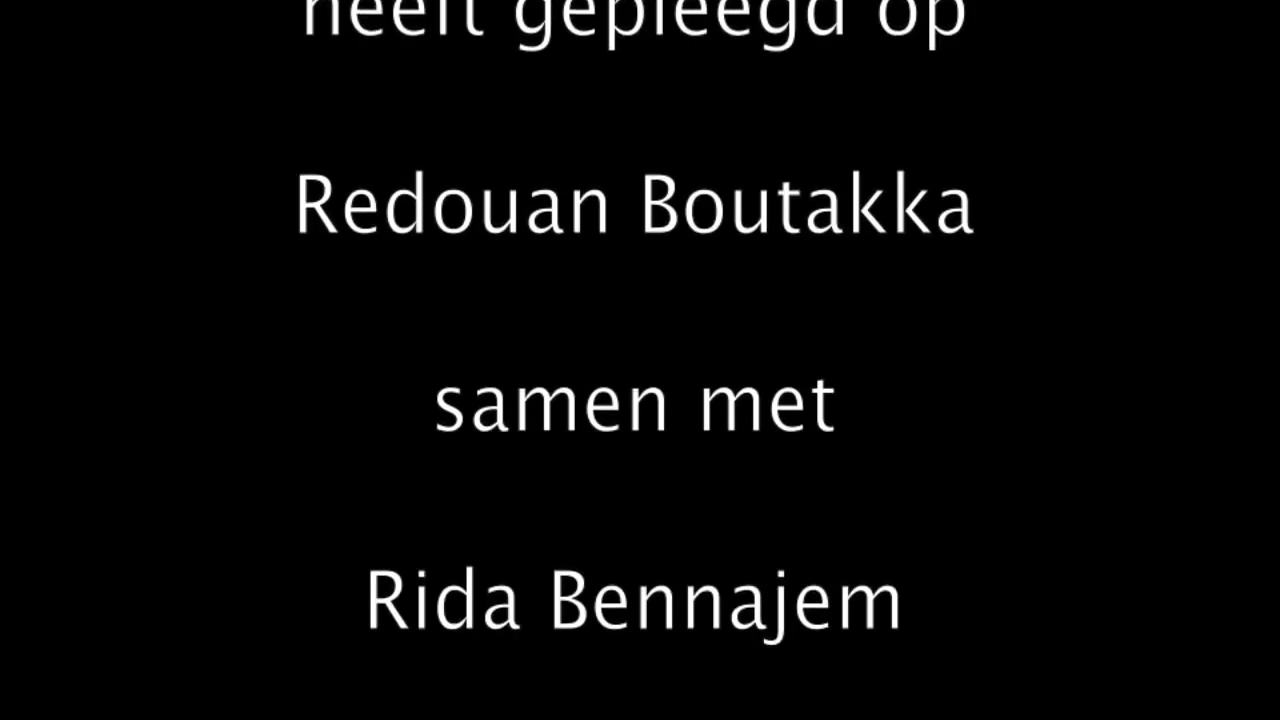 heeft gepleegd op
Redouan Boutakka
samen met
Rida Bennajem